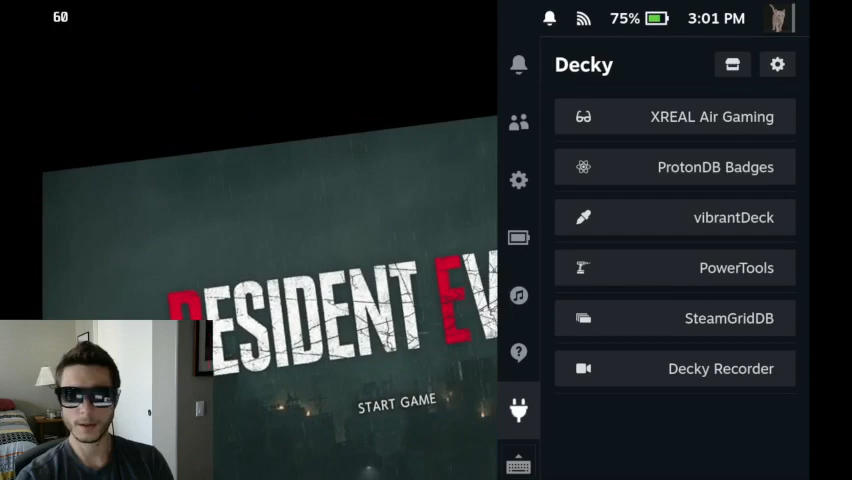 60
75% 3:01 PM
Decky
XREAL Air Gaming
ProtonDB Badges
vibrantDeck
PowerTools
SteamGridDB
Decky Recorder
RESIDENT EV
START GAME